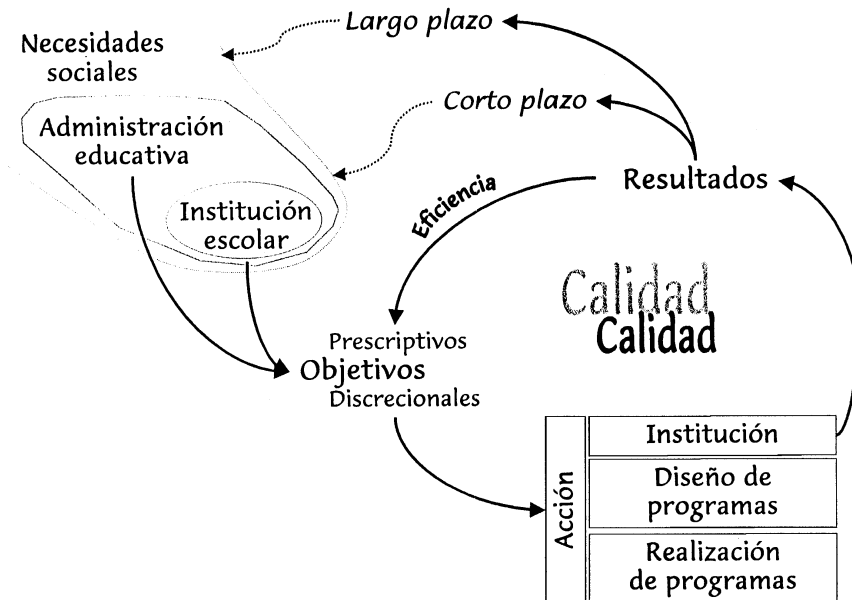 Largo plazo
Necesidades
sociales
Corto plazo
Administración
educativa
Resultados
Eficiencia
Institución
escolar
Calidad
Calidad
Prescriptivos
Objetivos
Discrecionales
Acción
Institución
Diseño de
programas
Realización
de programas